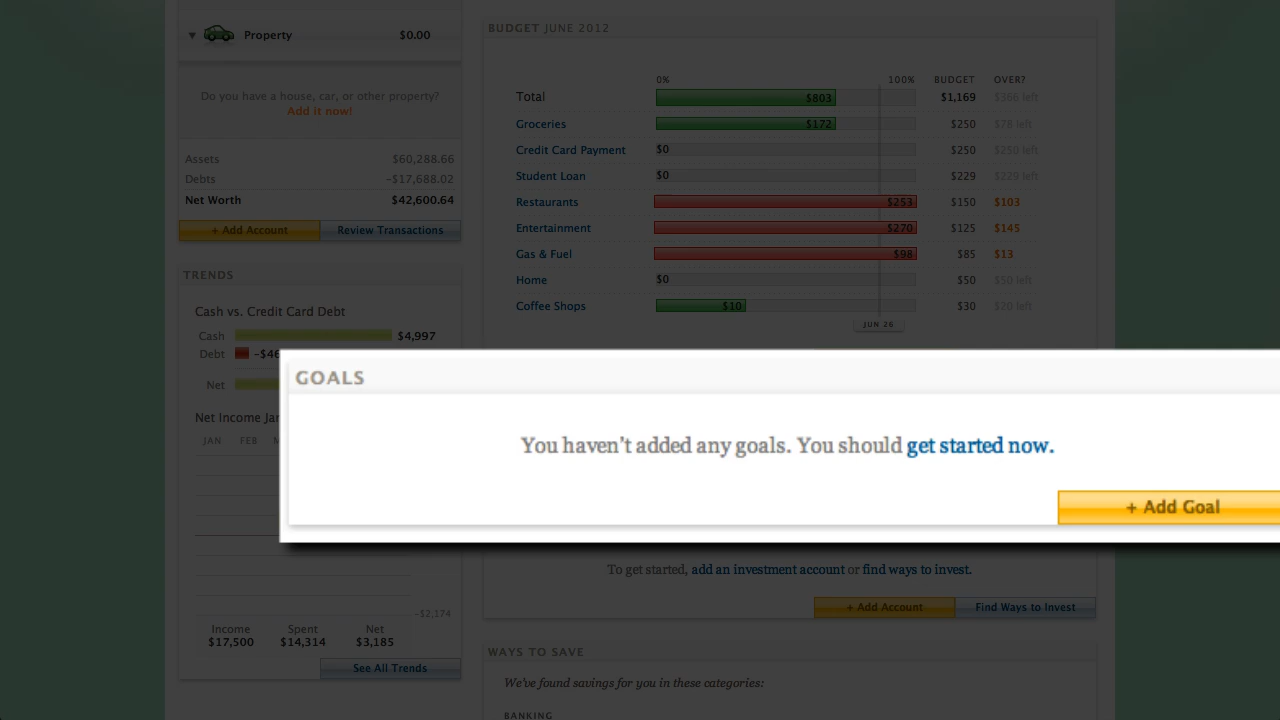 Property $0.00
Do you have a house, car, or other property?
Add it now!
Assets $60,288.66
Debts –$17,688.02
Net Worth $42,600.64
+ Add Account Review Transactions
TRENDS
Cash vs. Credit Card Debt
Cash $4,997
Debt –$46
Net
Net Income Jan
JAN FEB
–$2,174
Income Spent Net
$17,500 $14,314 $3,185
See All Trends
BUDGET JUNE 2012
0% 100% BUDGET OVER?
Total $803 $1,169 $366 left
Groceries $172 $250 $78 left
Credit Card Payment $0 $250 $250 left
Student Loan $0 $229 $229 left
Restaurants $253 $150 $103
Entertainment $270 $125 $145
Gas & Fuel $98 $85 $13
Home $0 $50 $50 left
Coffee Shops $10 $30 $20 left
JUN 26
GOALS
You haven't added any goals. You should get started now.
+ Add Goal
To get started, add an investment account or find ways to invest.
+ Add Account Find Ways to Invest
WAYS TO SAVE
We've found savings for you in these categories:
BANKING